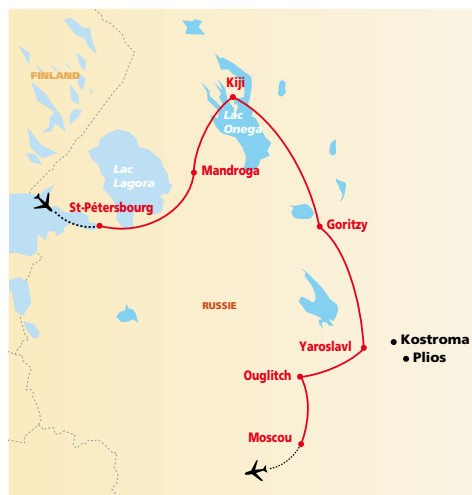 FINLAND
Kiji
Lac
Onega
Lac
Lagora
Mandroga
St-Pétersbourg
Goritzy
RUSSIE
Kostroma
Yaroslavl
Plios
Ouglitch
Moscou